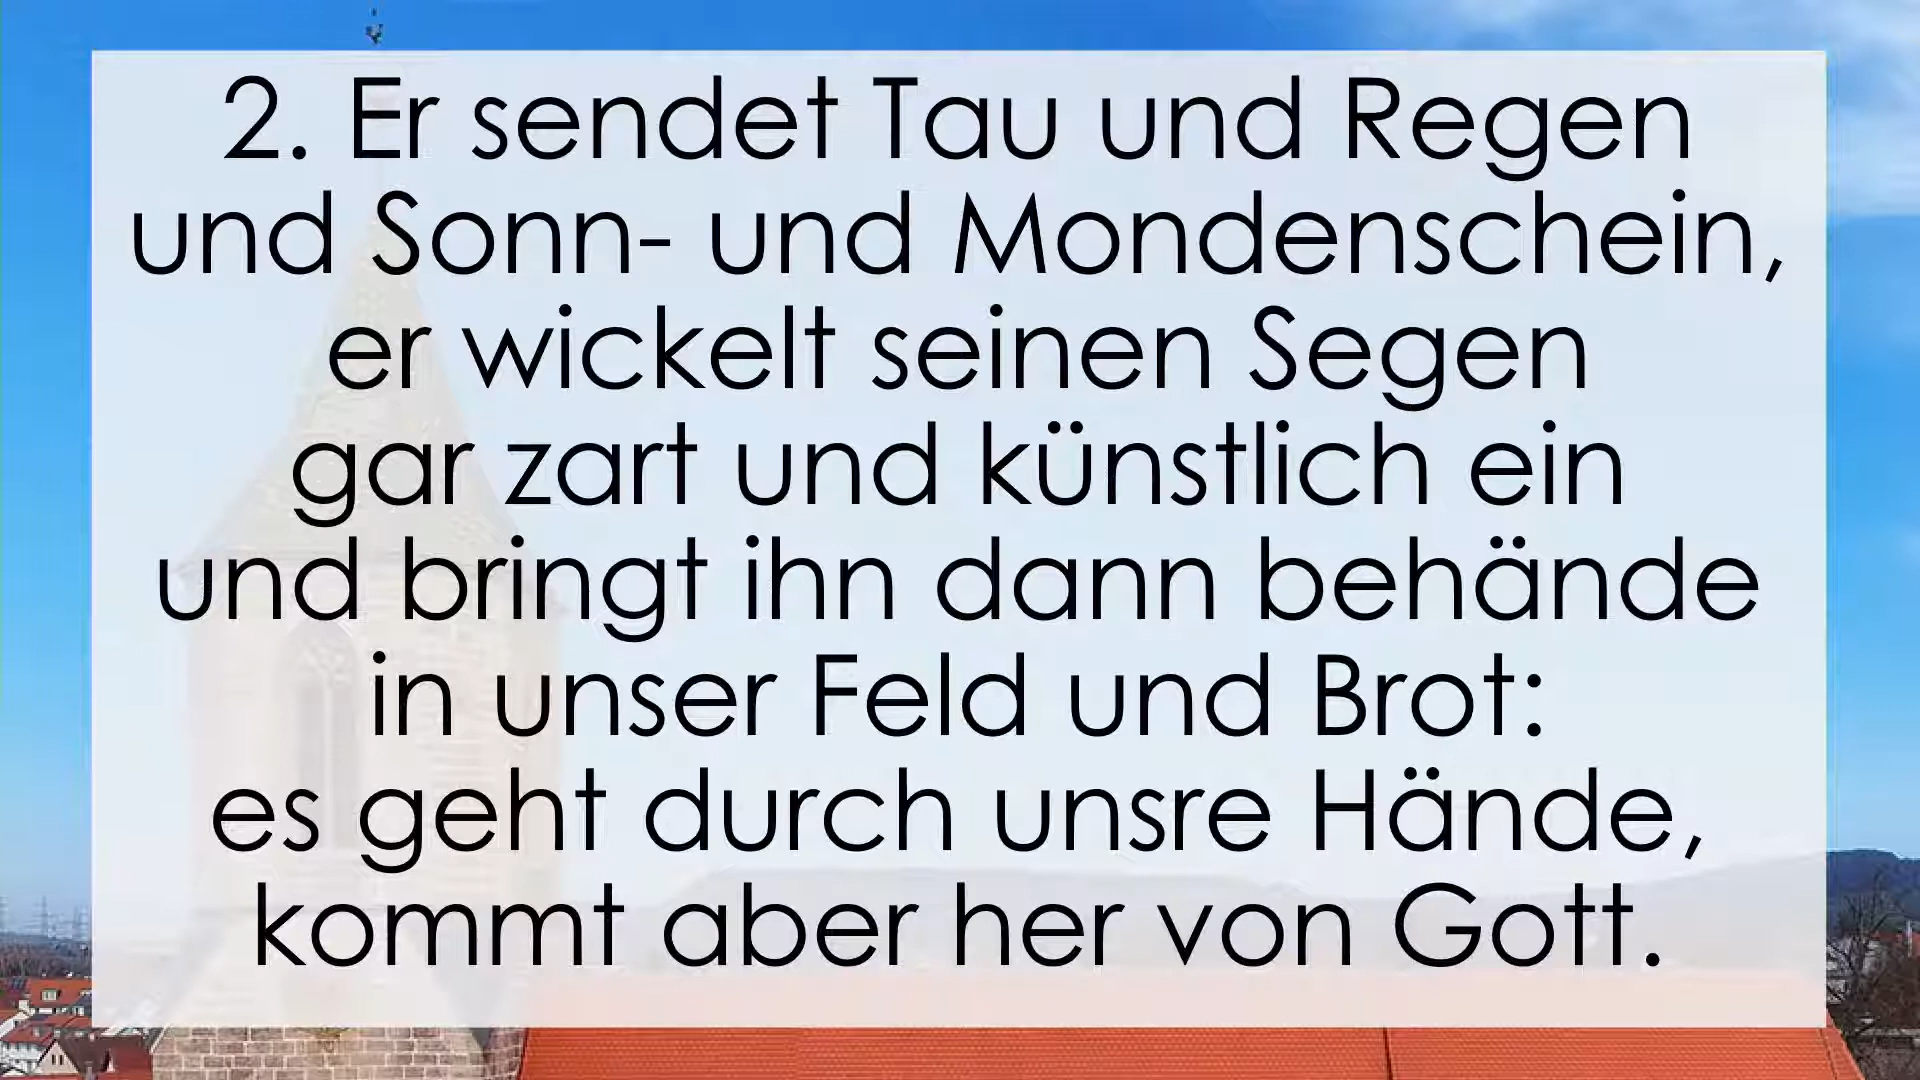 2. Er sendet Tau und Regen
und Sonn- und Mondenschein,
er wickelt seinen Segen
gar zart und künstlich ein
und bringt ihn dann behände
in unser Feld und Brot:
es geht durch unsre Hände,
kommt aber her von Gott.